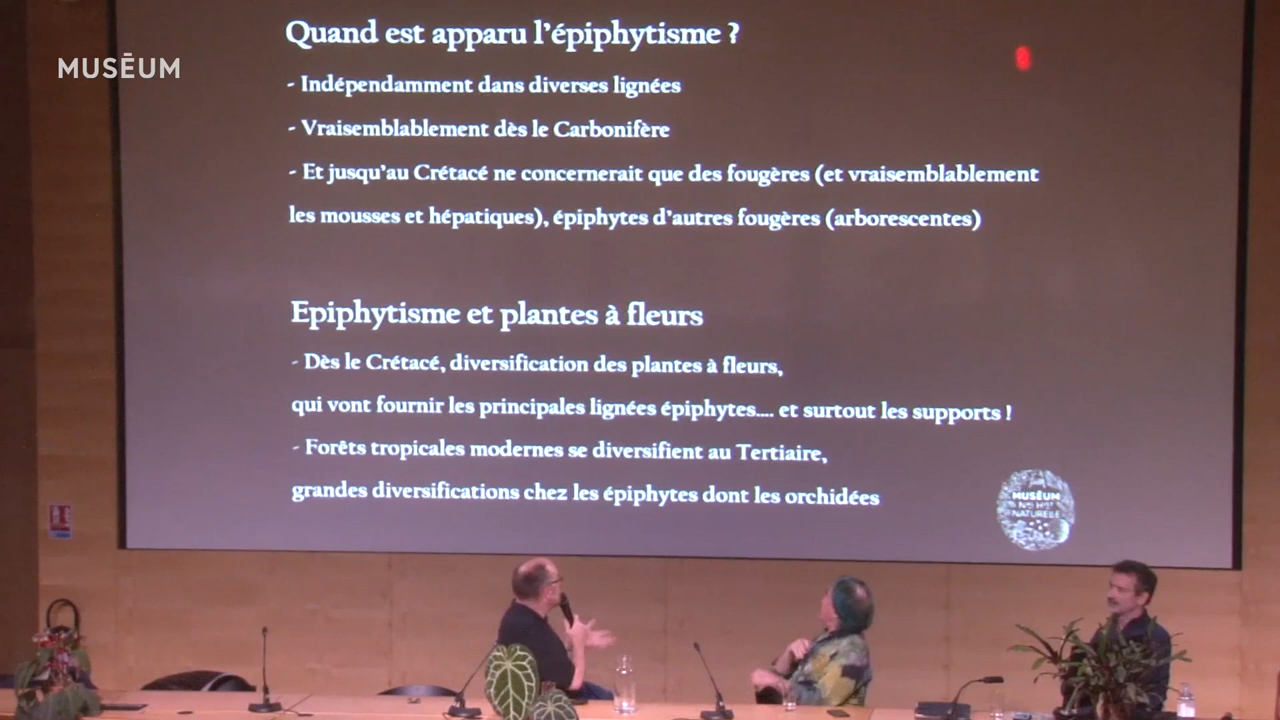 MUSĒUM
Quand est apparu l’épiphytisme ?
- Indépendamment dans diverses lignées
- Vraisemblablement dès le Carbonifère
- Et jusqu’au Crétacé ne concernerait que des fougères (et vraisemblablement
les mousses et hépatiques), épiphytes d’autres fougères (arborescentes)
Epiphytisme et plantes à fleurs
- Dès le Crétacé, diversification des plantes à fleurs,
qui vont fournir les principales lignées épiphytes.... et surtout les supports !
- Forêts tropicales modernes se diversifient au Tertiaire,
grandes diversifications chez les épiphytes dont les orchidées
MUSĒUM
NATURELLE